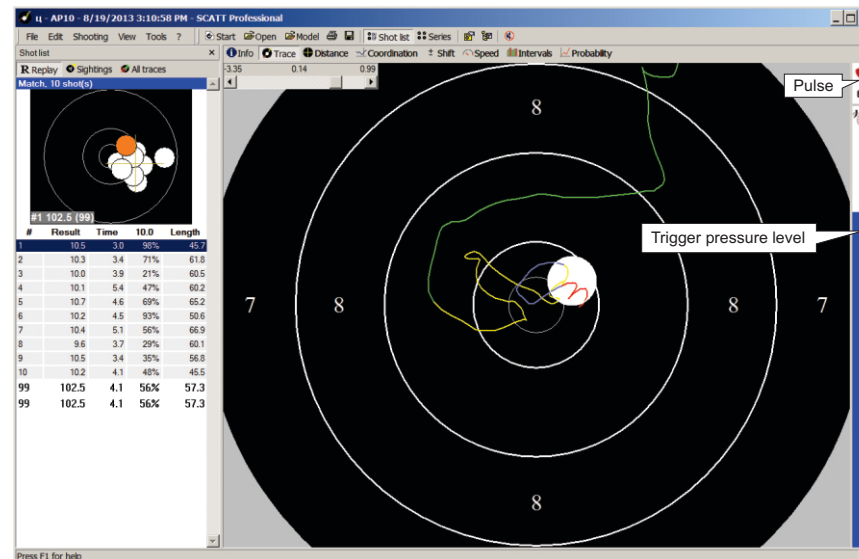 ц - AP10 - 8/19/2013 3:10:58 PM - SCATT Professional
File Edit Shooting View Tools ? Start Open Model Shot list Series
Shot list × Info Trace Distance Coordination Shift Speed Intervals Probability
R Replay Sightings All traces
-3.35 0.14 0.99
Match, 10 shot(s)
Pulse
8
#1 102.5 (99)
# Result Time 10.0 Length
1 10.5 3.0 98% 45.7
2 10.3 3.4 71% 61.8
3 10.0 3.9 21% 60.5
4 10.1 5.4 47% 60.2
5 10.7 4.6 69% 65.2
6 10.2 4.5 93% 50.6
7 10.4 5.1 56% 66.9
8 9.6 3.7 29% 60.1
9 10.5 3.4 35% 56.8
10 10.2 4.1 48% 45.5
99 102.5 4.1 56% 57.3
99 102.5 4.1 56% 57.3
Trigger pressure level
7 8 8 7
8
Press F1 for help